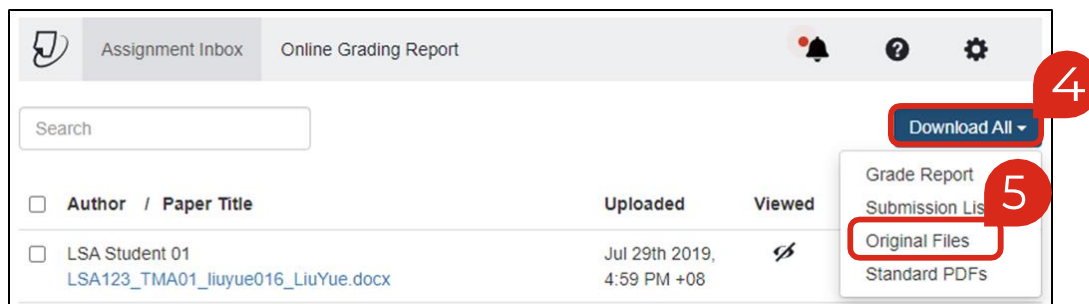 Assignment Inbox Online Grading Report
4
Search
Download All
Grade Report
5
Submission Lis
Original Files
Standard PDFs
Author / Paper Title Uploaded Viewed
LSA Student 01 Jul 29th 2019,
LSA123_TMA01_liuyue016_LiuYue.docx 4:59 PM +08